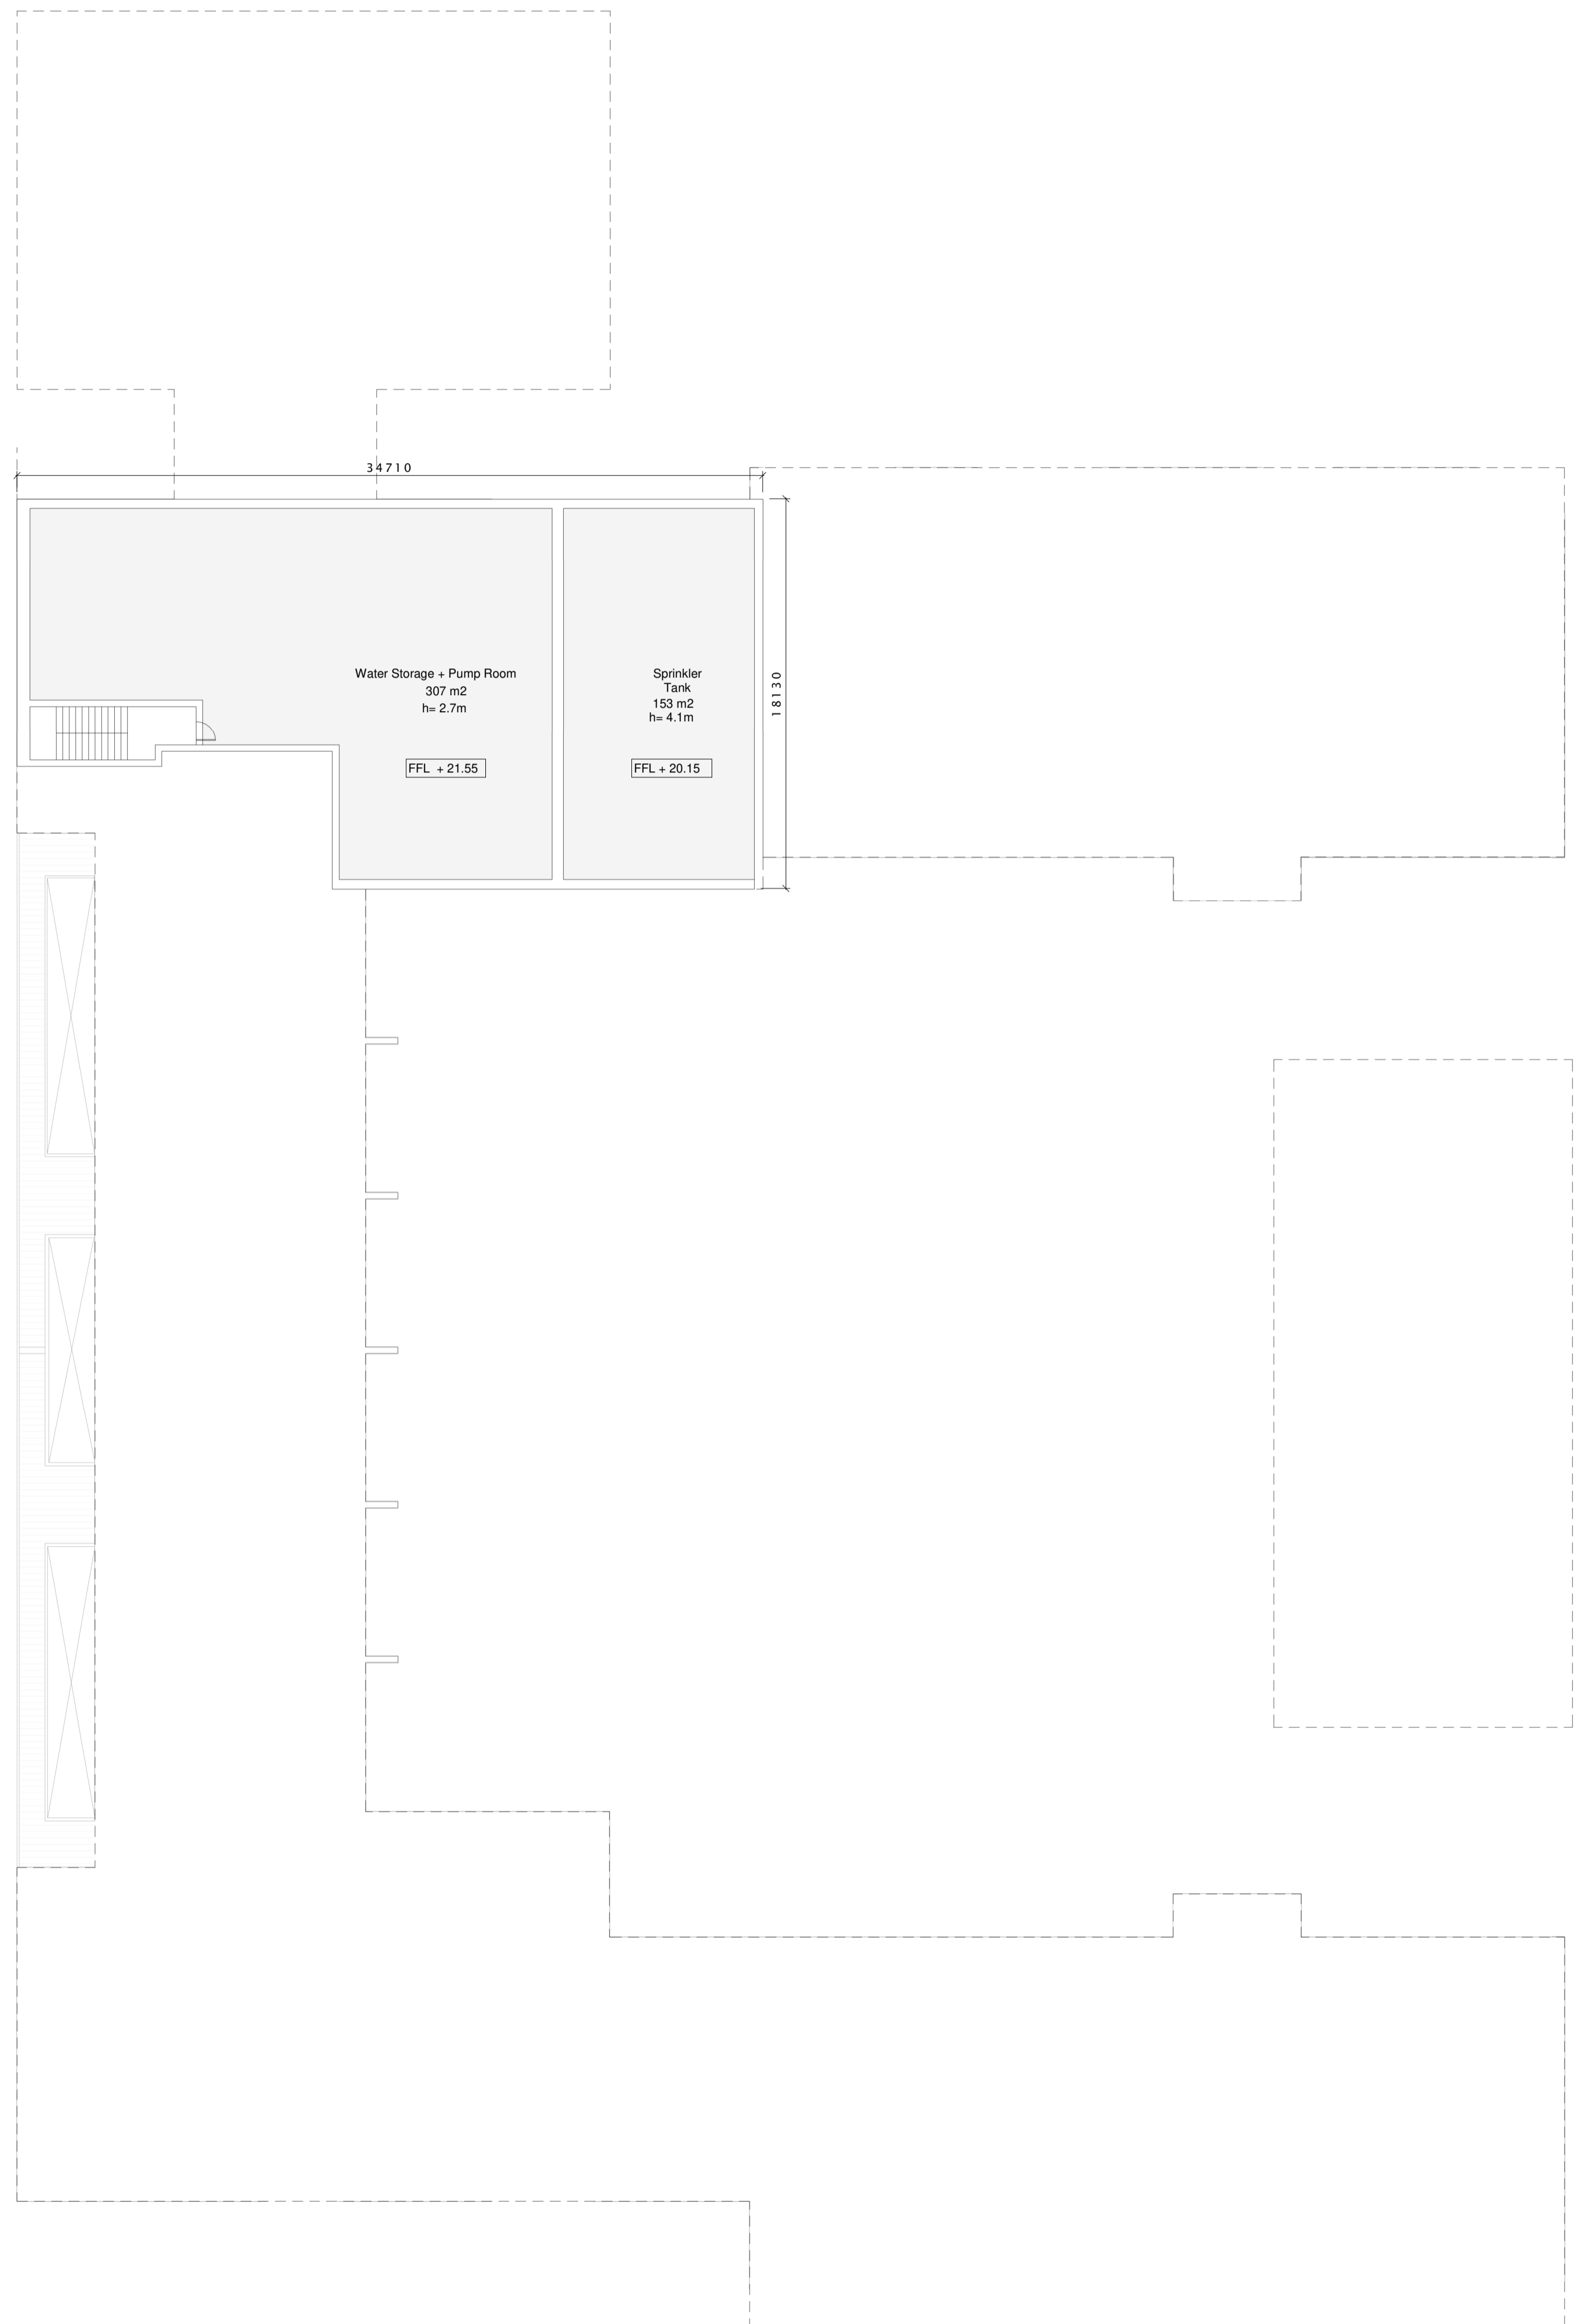 34710
Water Storage + Pump Room
307 m2
h= 2.7m
FFL + 21.55
Sprinkler
Tank
153 m2
h= 4.1m
FFL + 20.15
18130